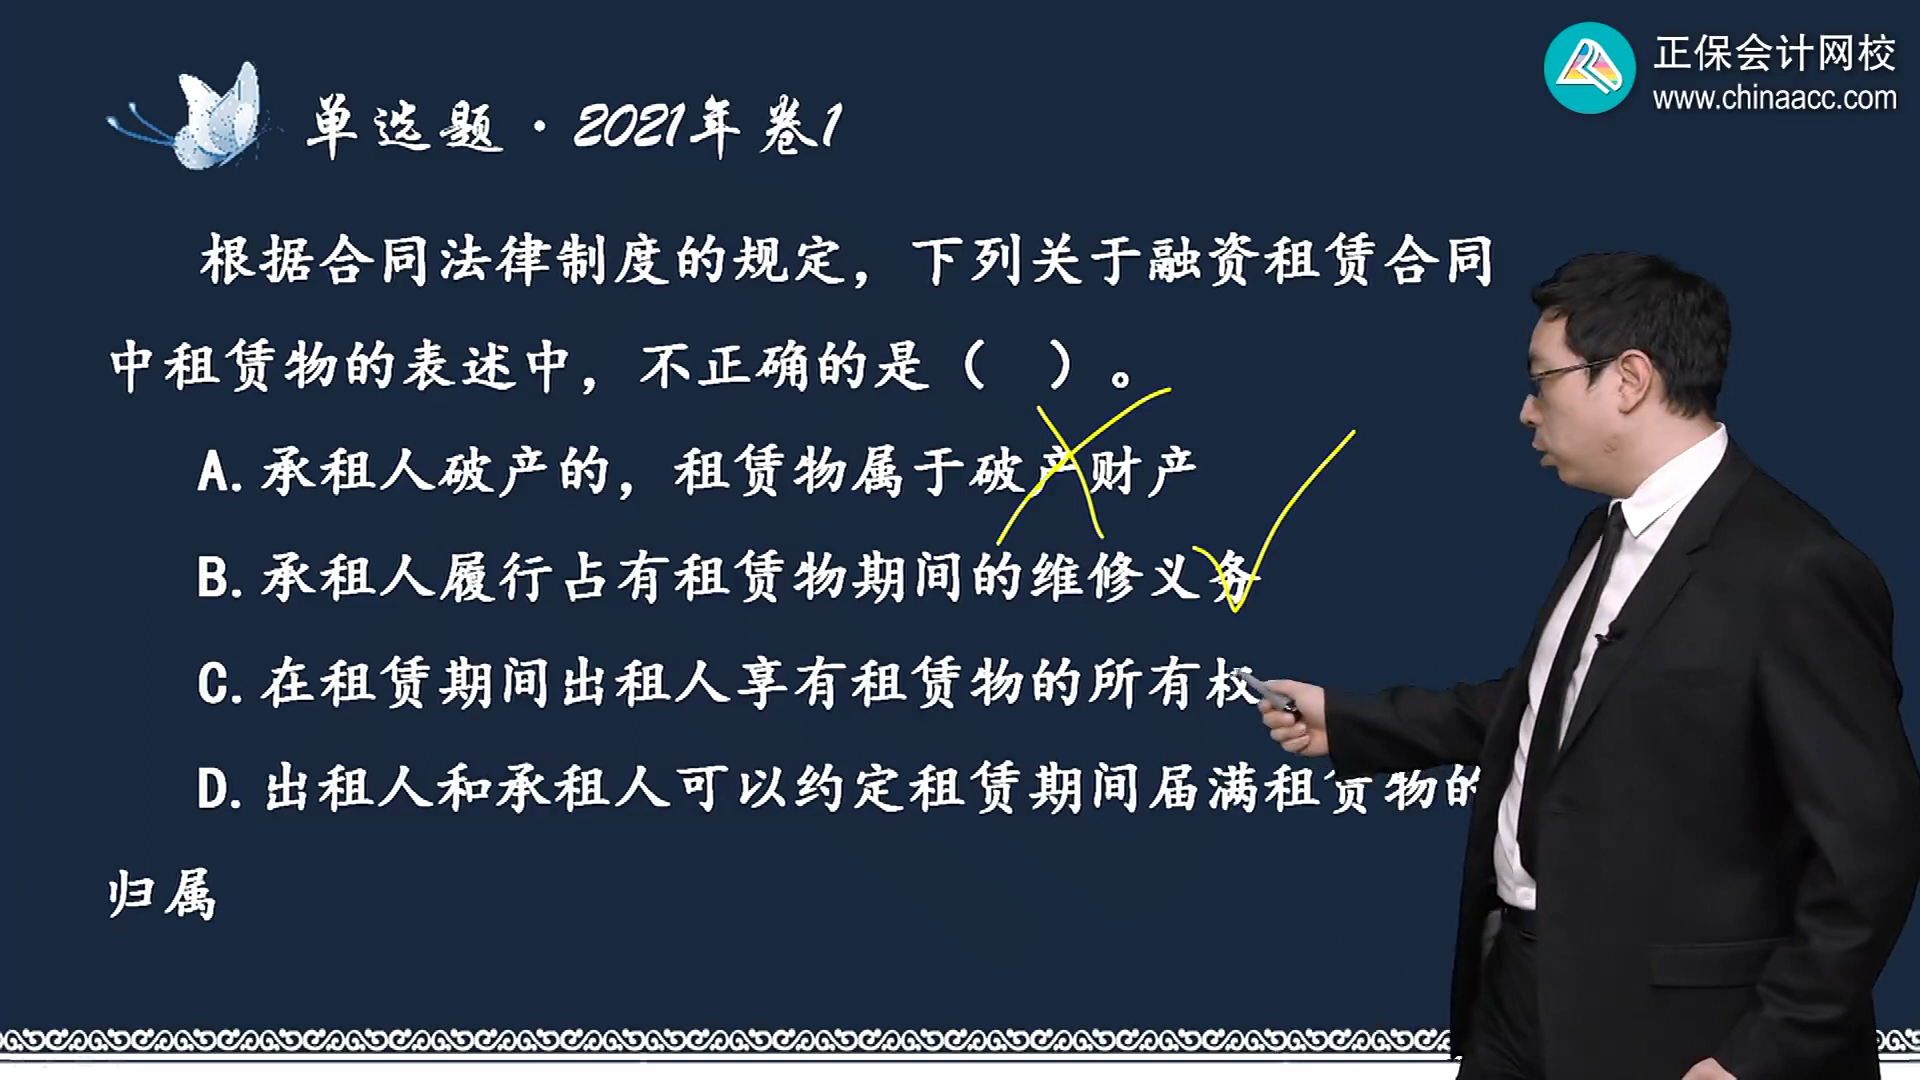 正保会计网校
www.chinaacc.com
单选题·2021年卷1
根据合同法律制度的规定，下列关于融资租赁合同
中租赁物的表述中，不正确的是（ ）。
A.承租人破产的，租赁物属于破产财产
B.承租人履行占有租赁物期间的维修义务
C.在租赁期间出租人享有租赁物的所有权
D.出租人和承租人可以约定租赁期间届满租赁物的
归属